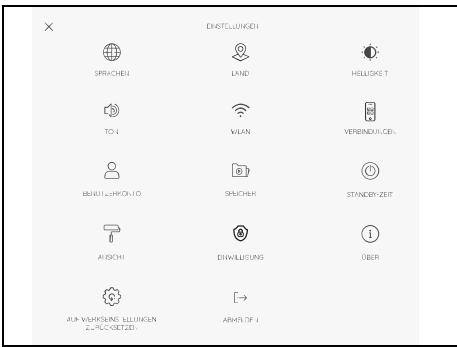 EINSTELLUNGEN
SPRACHEN
LAND
HELLIGKEIT
TON
WLAN
VERBINDUNGEN
BENUTZERKONTO
SPEICHER
STANDBY-ZEIT
ANSICHT
EINWILLIGUNG
ÜBER
AUF WERKSEINSTELLUNGEN
ZURÜCKSETZEN
ABMELDEN